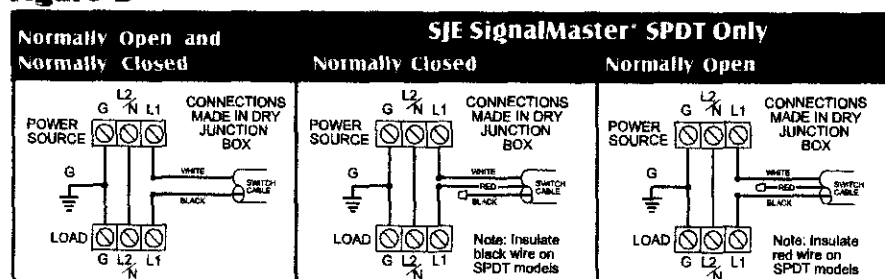 SJE SignalMaster® SPDT Only
Normally Open and
Normally Closed
Normally Closed
Normally Open
L2
G /N L1
POWER
SOURCE
CONNECTIONS
MADE IN DRY
JUNCTION
BOX
G
WHITE
BLACK
SWITCH
CABLE
LOAD
G L2 L1
/N
L2
G /N L1
POWER
SOURCE
CONNECTIONS
MADE IN DRY
JUNCTION
BOX
G
WHITE
RED
BLACK
SWITCH
CABLE
LOAD
G L2 L1
/N
Note: Insulate
black wire on
SPDT models
L2
G /N L1
POWER
SOURCE
CONNECTIONS
MADE IN DRY
JUNCTION
BOX
G
WHITE
RED
BLACK
SWITCH
CABLE
LOAD
G L2 L1
/N
Note: Insulate
red wire on
SPDT models